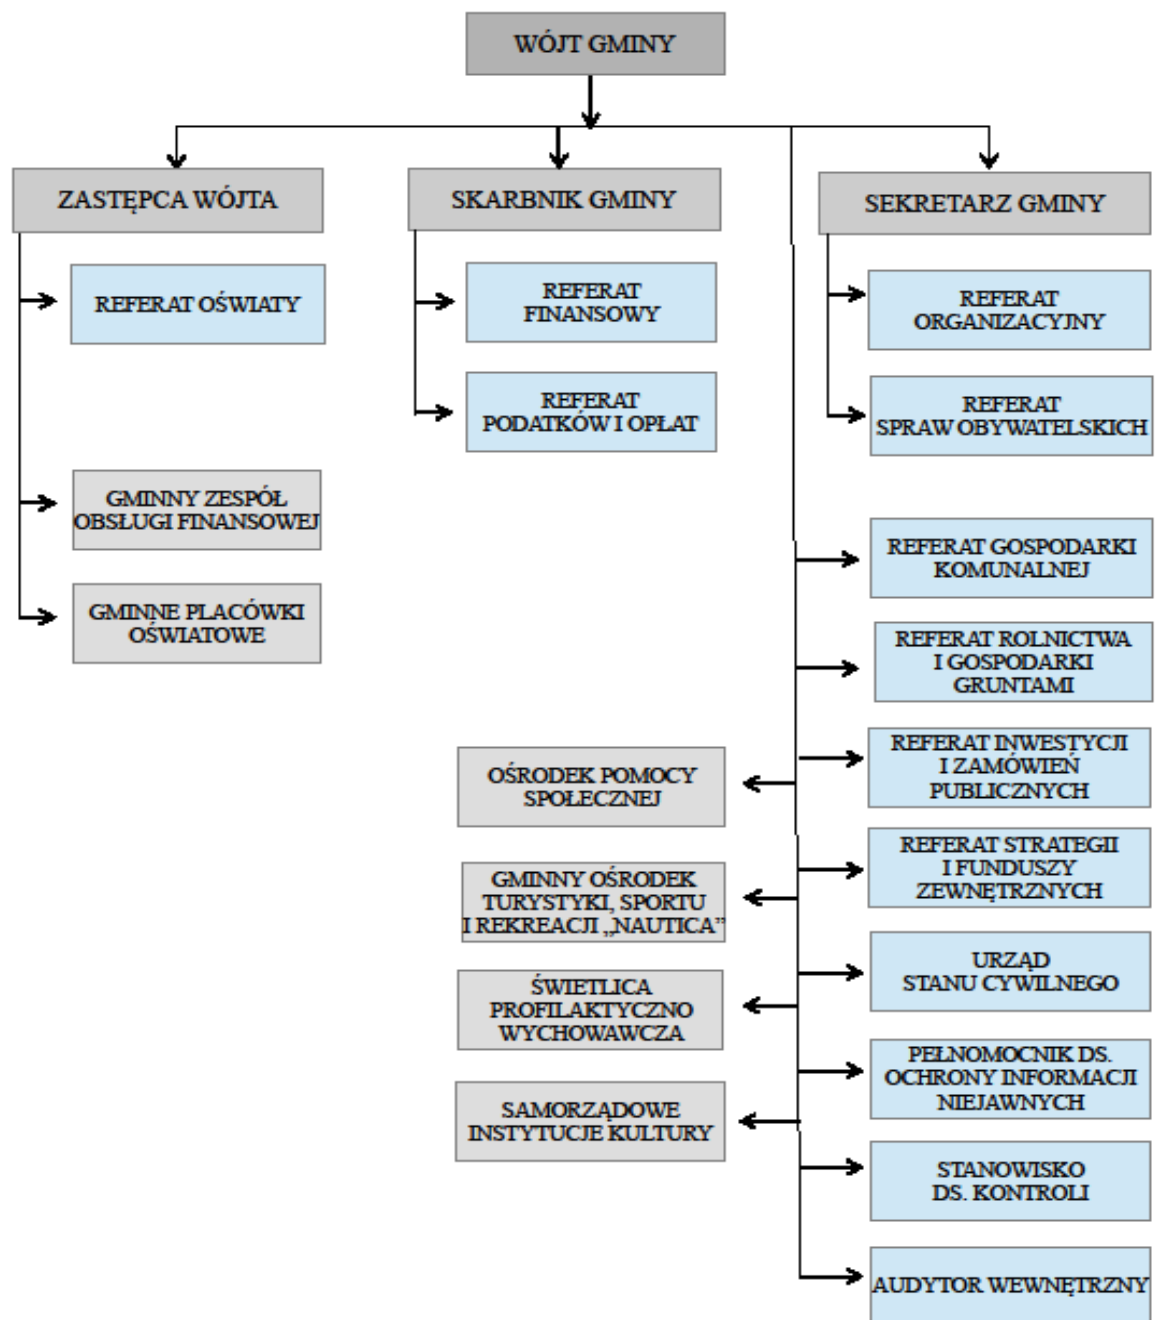 WÓJT GMINY
ZASTĘPCA WÓJTA
REFERAT OŚWIATY
GMINNY ZESPÓŁ
OBSŁUGI FINANSOWEJ
GMINNE PLACÓWKI
OŚWIATOWE
SKARBNIK GMINY
REFERAT
FINANSOWY
REFERAT
PODATKÓW I OPŁAT
SEKRETARZ GMINY
REFERAT
ORGANIZACYJNY
REFERAT
SPRAW OBYWATELSKICH
REFERAT GOSPODARKI
KOMUNALNEJ
REFERAT ROLNICTWA
I GOSPODARKI
GRUNTAMI
REFERAT INWESTYCJI
I ZAMÓWIEŃ
PUBLICZNYCH
REFERAT STRATEGII
I FUNDUSZY
ZEWNĘTRZNYCH
URZĄD
STANU CYWILNEGO
PEŁNOMOCNIK DS.
OCHRONY INFORMACJI
NIEJAWNYCH
STANOWISKO
DS. KONTROLI
AUDYTOR WEWNĘTRZNY
OŚRODEK POMOCY
SPOŁECZNEJ
GMINNY OŚRODEK
TURYSTYKI, SPORTU
I REKREACJI „NAUTICA”
ŚWIETLICA
PROFILAKTYCZNO
WYCHOWAWCZA
SAMORZĄDOWE
INSTYTUCJE KULTURY